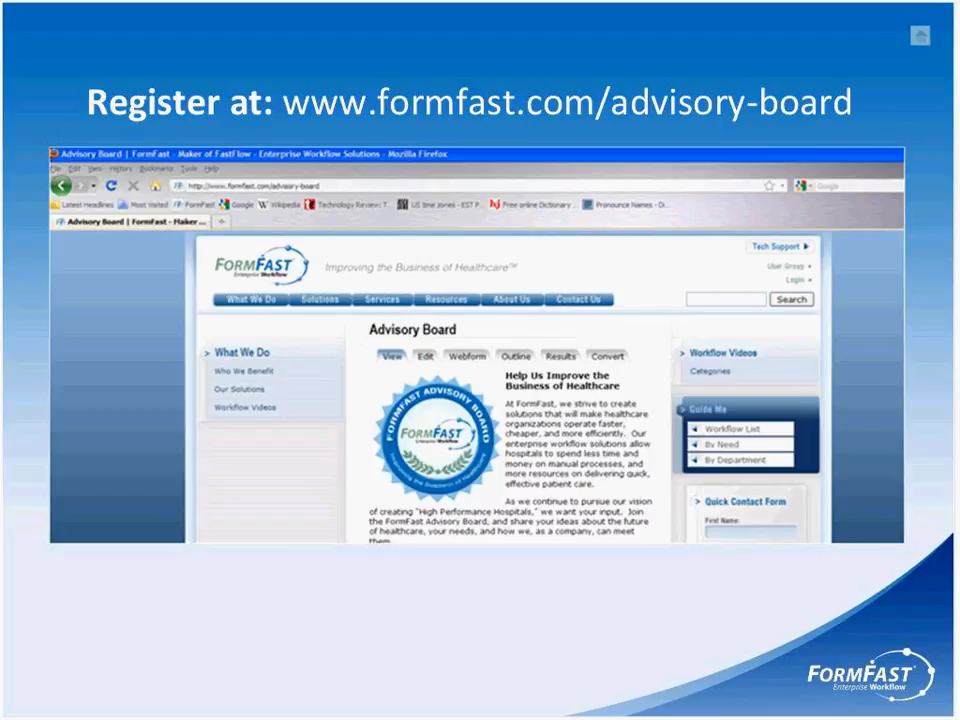 Register at: www.formfast.com/advisory-board
Advisory Board | FormFast - Maker of FastFlow - Enterprise Workflow Solutions - Mozilla Firefox
File Edit View History Bookmarks Tools Help
http://www.formfast.com/advisory-board
Google
Latest Headlines Most Visited FormFast Google Wikipedia Technology Review: T... US time zones - EST P... Free online Dictionary... Pronounce Names - Di...
Advisory Board | FormFast - Maker ...
Tech Support
FORMFAST
Enterprise Workflow
Improving the Business of Healthcare™
User Group
Login
What We Do Solutions Services Resources About Us Contact Us
Search
Advisory Board
> What We Do
Who We Benefit
Our Solutions
Workflow Videos
View Edit Webform Outline Results Convert
FORMFAST ADVISORY BOARD
FORMFAST
Enterprise Workflow
Improving the Business of Healthcare
Help Us Improve the
Business of Healthcare
At FormFast, we strive to create
solutions that will make healthcare
organizations operate faster,
cheaper, and more efficiently. Our
enterprise workflow solutions allow
hospitals to spend less time and
money on manual processes, and
more resources on delivering quick,
effective patient care.
As we continue to pursue our vision
of creating "High Performance Hospitals," we want your input. Join
the FormFast Advisory Board, and share your ideas about the future
of healthcare, your needs, and how we, as a company, can meet
them.
> Workflow Videos
Categories
> Guide Me
Workflow List
By Need
By Department
> Quick Contact Form
First Name:
FORMFAST
Enterprise Workflow